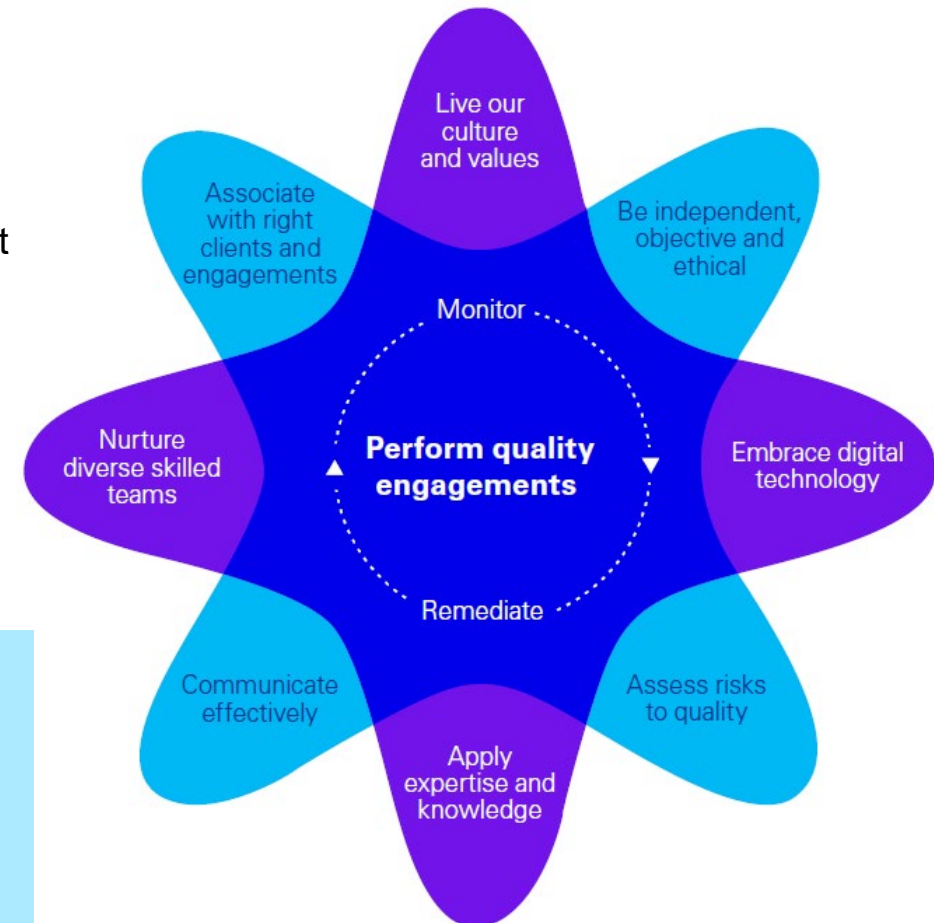 Live our
culture
and values
Associate
with right
clients and
engagements
Be independent,
objective and
ethical
t
Monitor
Nurture
diverse skilled
teams
Perform quality
engagements
Embrace digital
technology
Remediate
Communicate
effectively
Assess risks
to quality
Apply
expertise and
knowledge